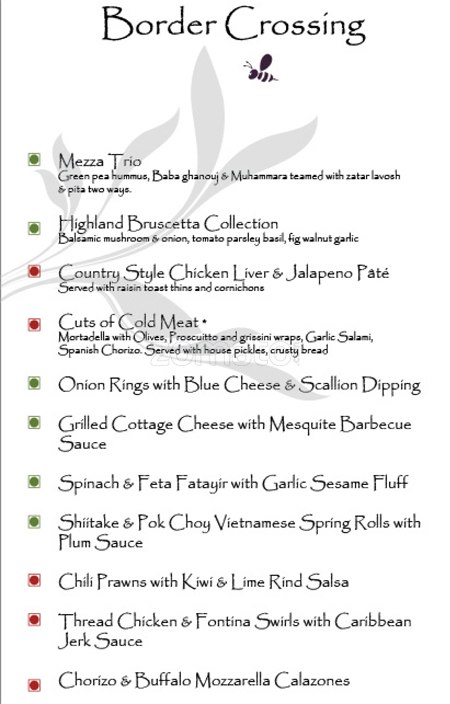 Border Crossing
Mezza Trio
Green pea hummus, Baba ghanouj & Muhammara teamed with zatar lavosh
& pita two ways.
Highland Bruscetta Collection
Balsamic mushroom & onion, tomato parsley basil, fig walnut garlic
Country Style Chicken Liver & Jalapeno Pâté
Served with raisin toast thins and cornichons
Cuts of Cold Meat *
Mortadella with Olives, Proscuitto and grissini wraps, Garlic Salami,
Spanish Chorizo. Served with house pickles, crusty bread
zomato
Onion Rings with Blue Cheese & Scallion Dipping
Grilled Cottage Cheese with Mesquite Barbecue
Sauce
Spinach & Feta Fatayir with Garlic Sesame Fluff
Shiitake & Pok Choy Vietnamese Spring Rolls with
Plum Sauce
Chili Prawns with Kiwi & Lime Rind Salsa
Thread Chicken & Fontina Swirls with Caribbean
Jerk Sauce
Chorizo & Buffalo Mozzarella Calazones